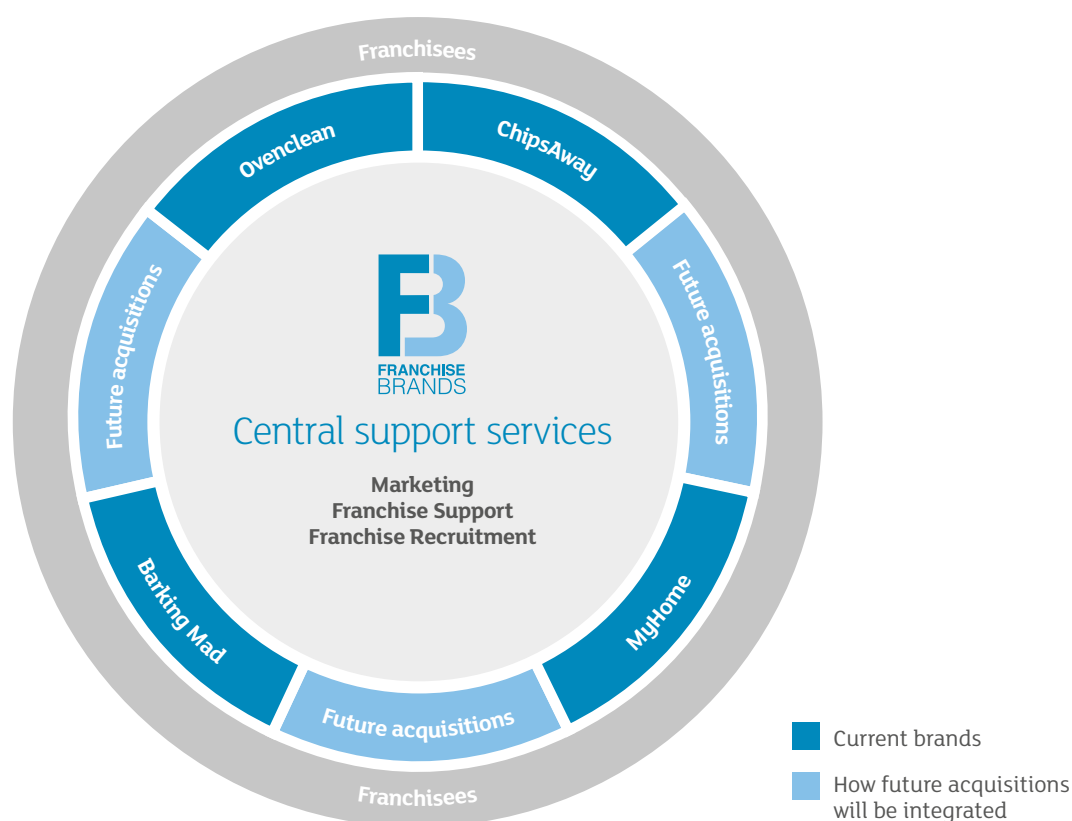 Franchisees
Ovenclean
ChipsAway
Future acquisitions
Future acquisitions
FB
FRANCHISE
BRANDS
Central support services
Marketing
Franchise Support
Franchise Recruitment
Barking Mad
MyHome
Future acquisitions
Franchisees
Current brands
How future acquisitions
will be integrated